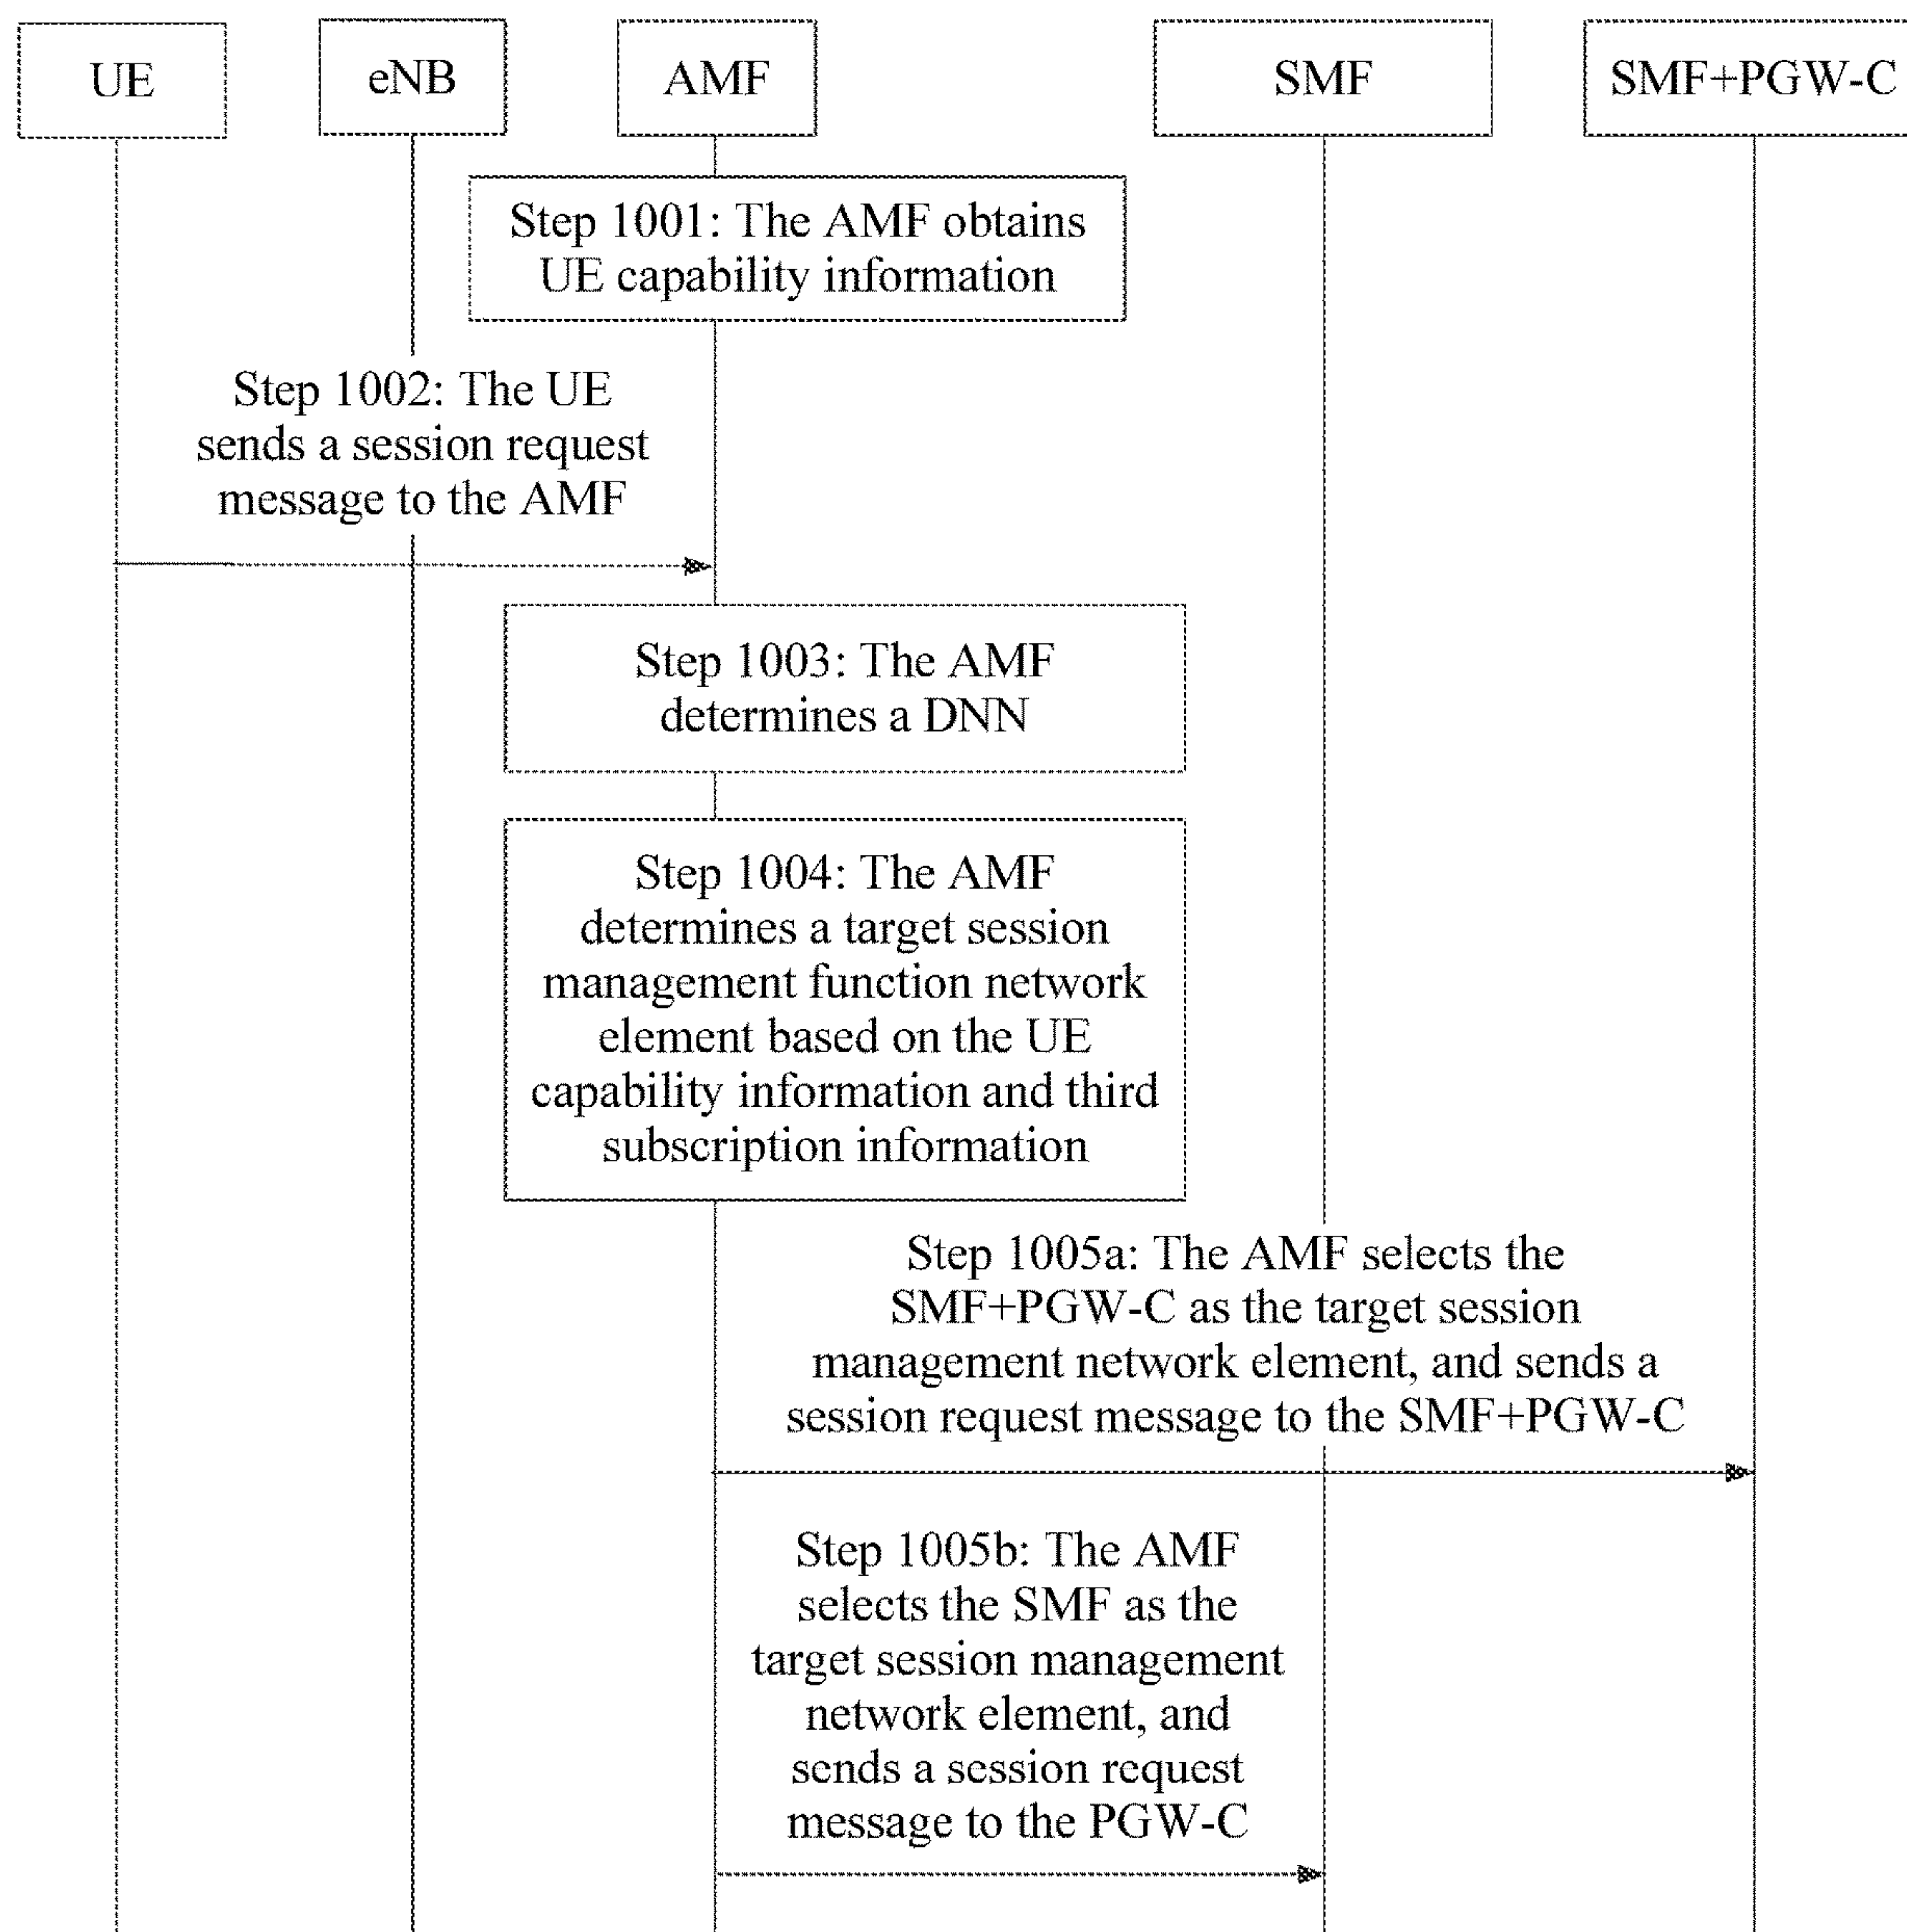 UE
eNB
AMF
SMF
SMF+PGW-C
Step 1001: The AMF obtains
UE capability information
Step 1002: The UE
sends a session request
message to the AMF
Step 1003: The AMF
determines a DNN
Step 1004: The AMF
determines a target session
management function network
element based on the UE
capability information and third
subscription information
Step 1005a: The AMF selects the
SMF+PGW-C as the target session
management network element, and sends a
session request message to the SMF+PGW-C
Step 1005b: The AMF
selects the SMF as the
target session management
network element, and
sends a session request
message to the PGW-C